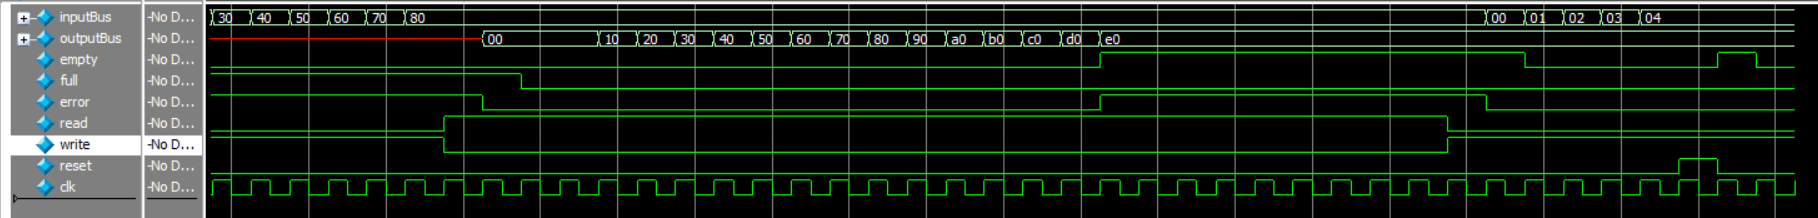 inputBus -No D... 30 40 50 60 70 80 00 01 02 03 04
outputBus -No D... 00 10 20 30 40 50 60 70 80 90 a0 b0 c0 d0 e0
empty -No D...
full -No D...
error -No D...
read -No D...
write -No D...
reset -No D...
clk -No D...